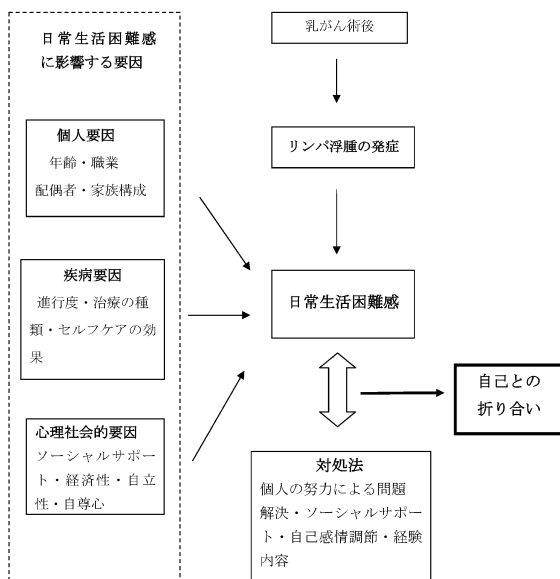 日常生活困難感
に影響する要因
個人要因
年齢・職業
配偶者・家族構成
疾病要因
進行度・治療の種
類・セルフケアの効
果
心理社会的要因
ソーシャルサポー
ト・経済性・自立
性・自尊心
乳がん術後
リンパ浮腫の発症
日常生活困難感
対処法
個人の努力による問題
解決・ソーシャルサポー
ト・自己感情調節・経験
内容
自己との
折り合い